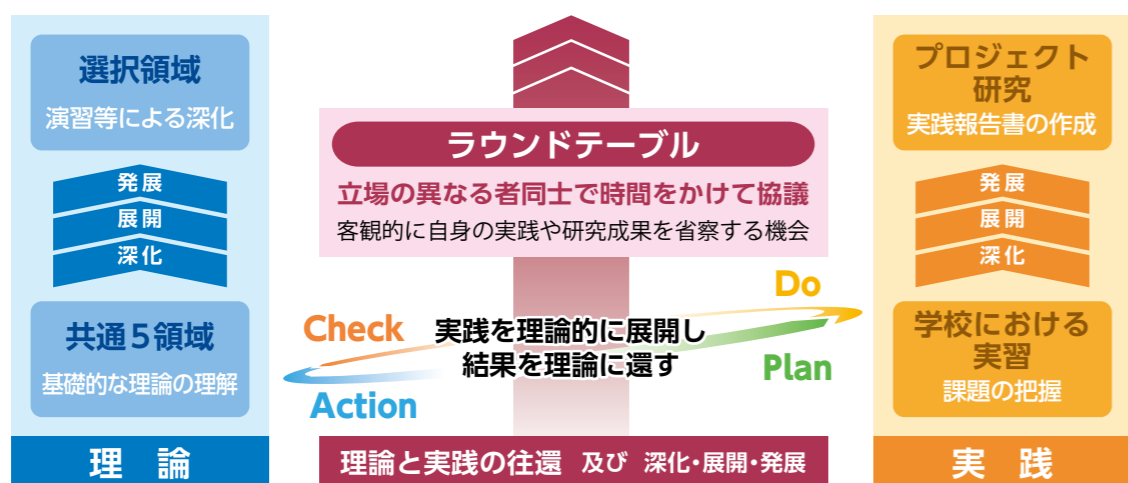 選択領域
演習等による深化
発展
展開
深化
共通5領域
基礎的な理論の理解
理 論
ラウンドテーブル
立場の異なる者同士で時間をかけて協議
客観的に自身の実践や研究成果を省察する機会
Do
Check
実践を理論的に展開し
結果を理論に還す
Plan
Action
理論と実践の往還 及び 深化・展開・発展
プロジェクト
研究
実践報告書の作成
発展
展開
深化
学校における
実習
課題の把握
実 践